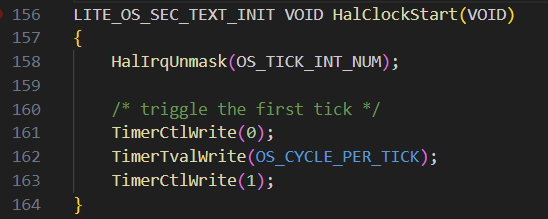 156 LITE_OS_SEC_TEXT_INIT VOID HalClockStart(VOID)
157 {
158     HalIrqUnmask(OS_TICK_INT_NUM);
159
160     /* triggle the first tick */
161     TimerCtlWrite(0);
162     TimerTvalWrite(OS_CYCLE_PER_TICK);
163     TimerCtlWrite(1);
164 }